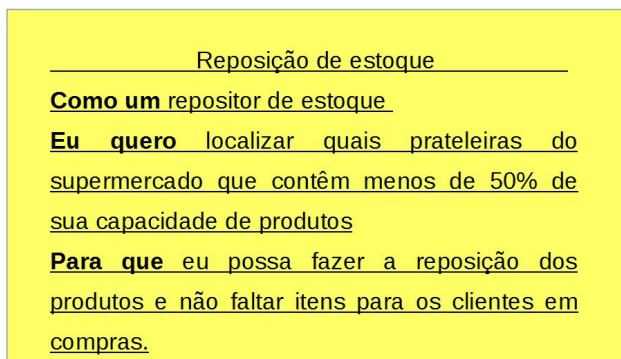 Reposição de estoque
Como um repositor de estoque
Eu quero localizar quais prateleiras do
supermercado que contêm menos de 50% de
sua capacidade de produtos
Para que eu possa fazer a reposição dos
produtos e não faltar itens para os clientes em
compras.